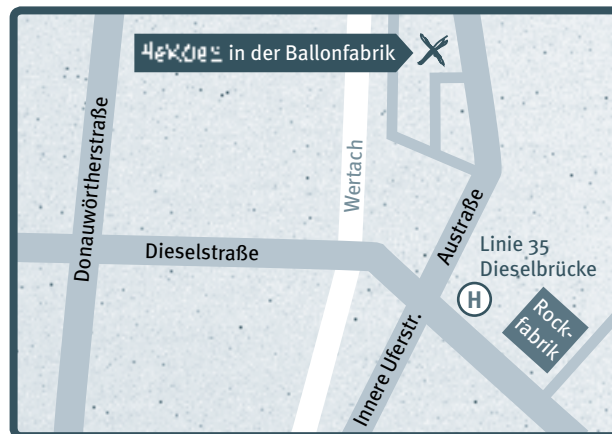 in der Ballonfabrik
Donauwörtherstraße
Wertach
Dieselstraße
Austraße
Linie 35
Dieselbrücke
H
Rock-
fabrik
Innere Uferstr.